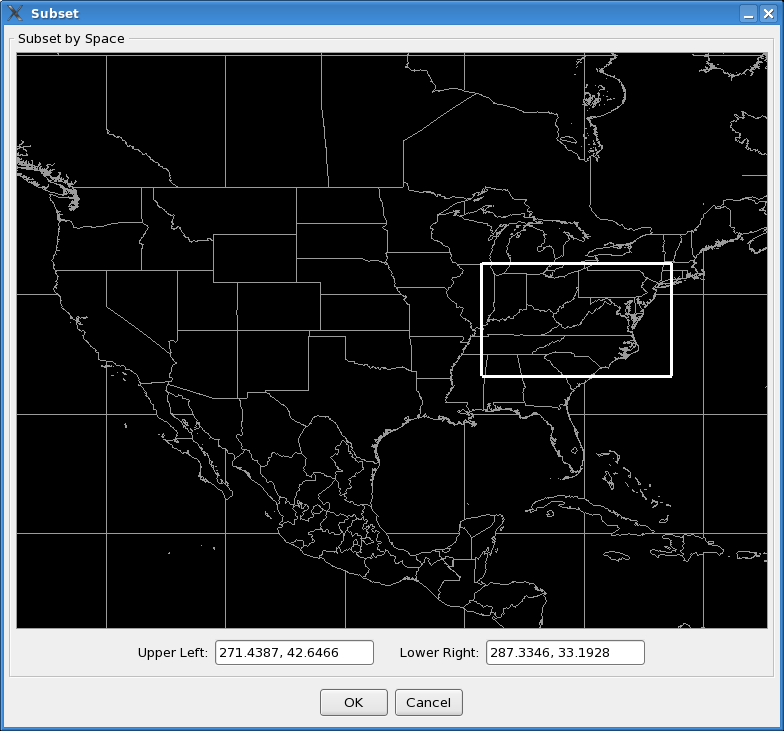 Subset
Subset by Space
Upper Left: 271.4387, 42.6466 Lower Right: 287.3346, 33.1928
OK Cancel